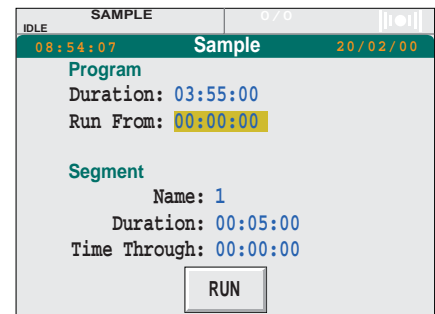 SAMPLE 0/0
IDLE
08:54:07 Sample 20/02/00
Program
Duration: 03:55:00
Run From: 00:00:00
Segment
Name: 1
Duration: 00:05:00
Time Through: 00:00:00
RUN